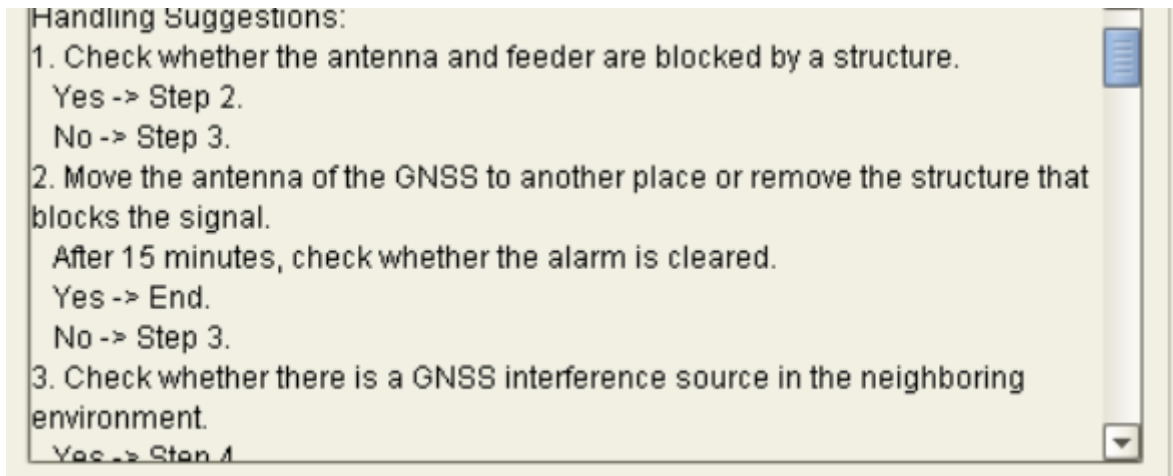 Handling Suggestions:
1. Check whether the antenna and feeder are blocked by a structure.
Yes -> Step 2.
No -> Step 3.
2. Move the antenna of the GNSS to another place or remove the structure that
blocks the signal.
After 15 minutes, check whether the alarm is cleared.
Yes -> End.
No -> Step 3.
3. Check whether there is a GNSS interference source in the neighboring
environment.
Yes -> Step 4